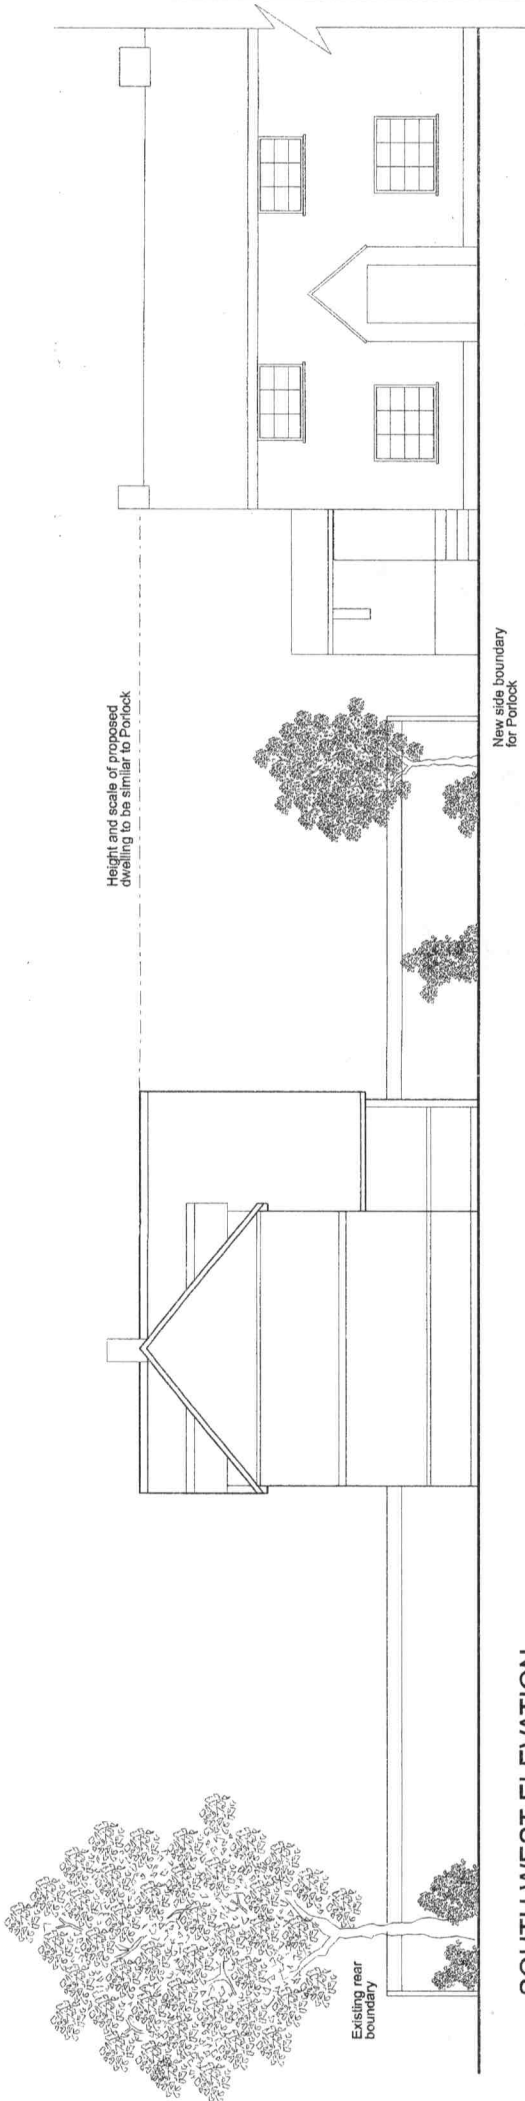 Height and scale of proposed
dwelling to be similar to Porlock
New side boundary
for Porlock
Existing rear
boundary
SOUTH WEST ELEVATION